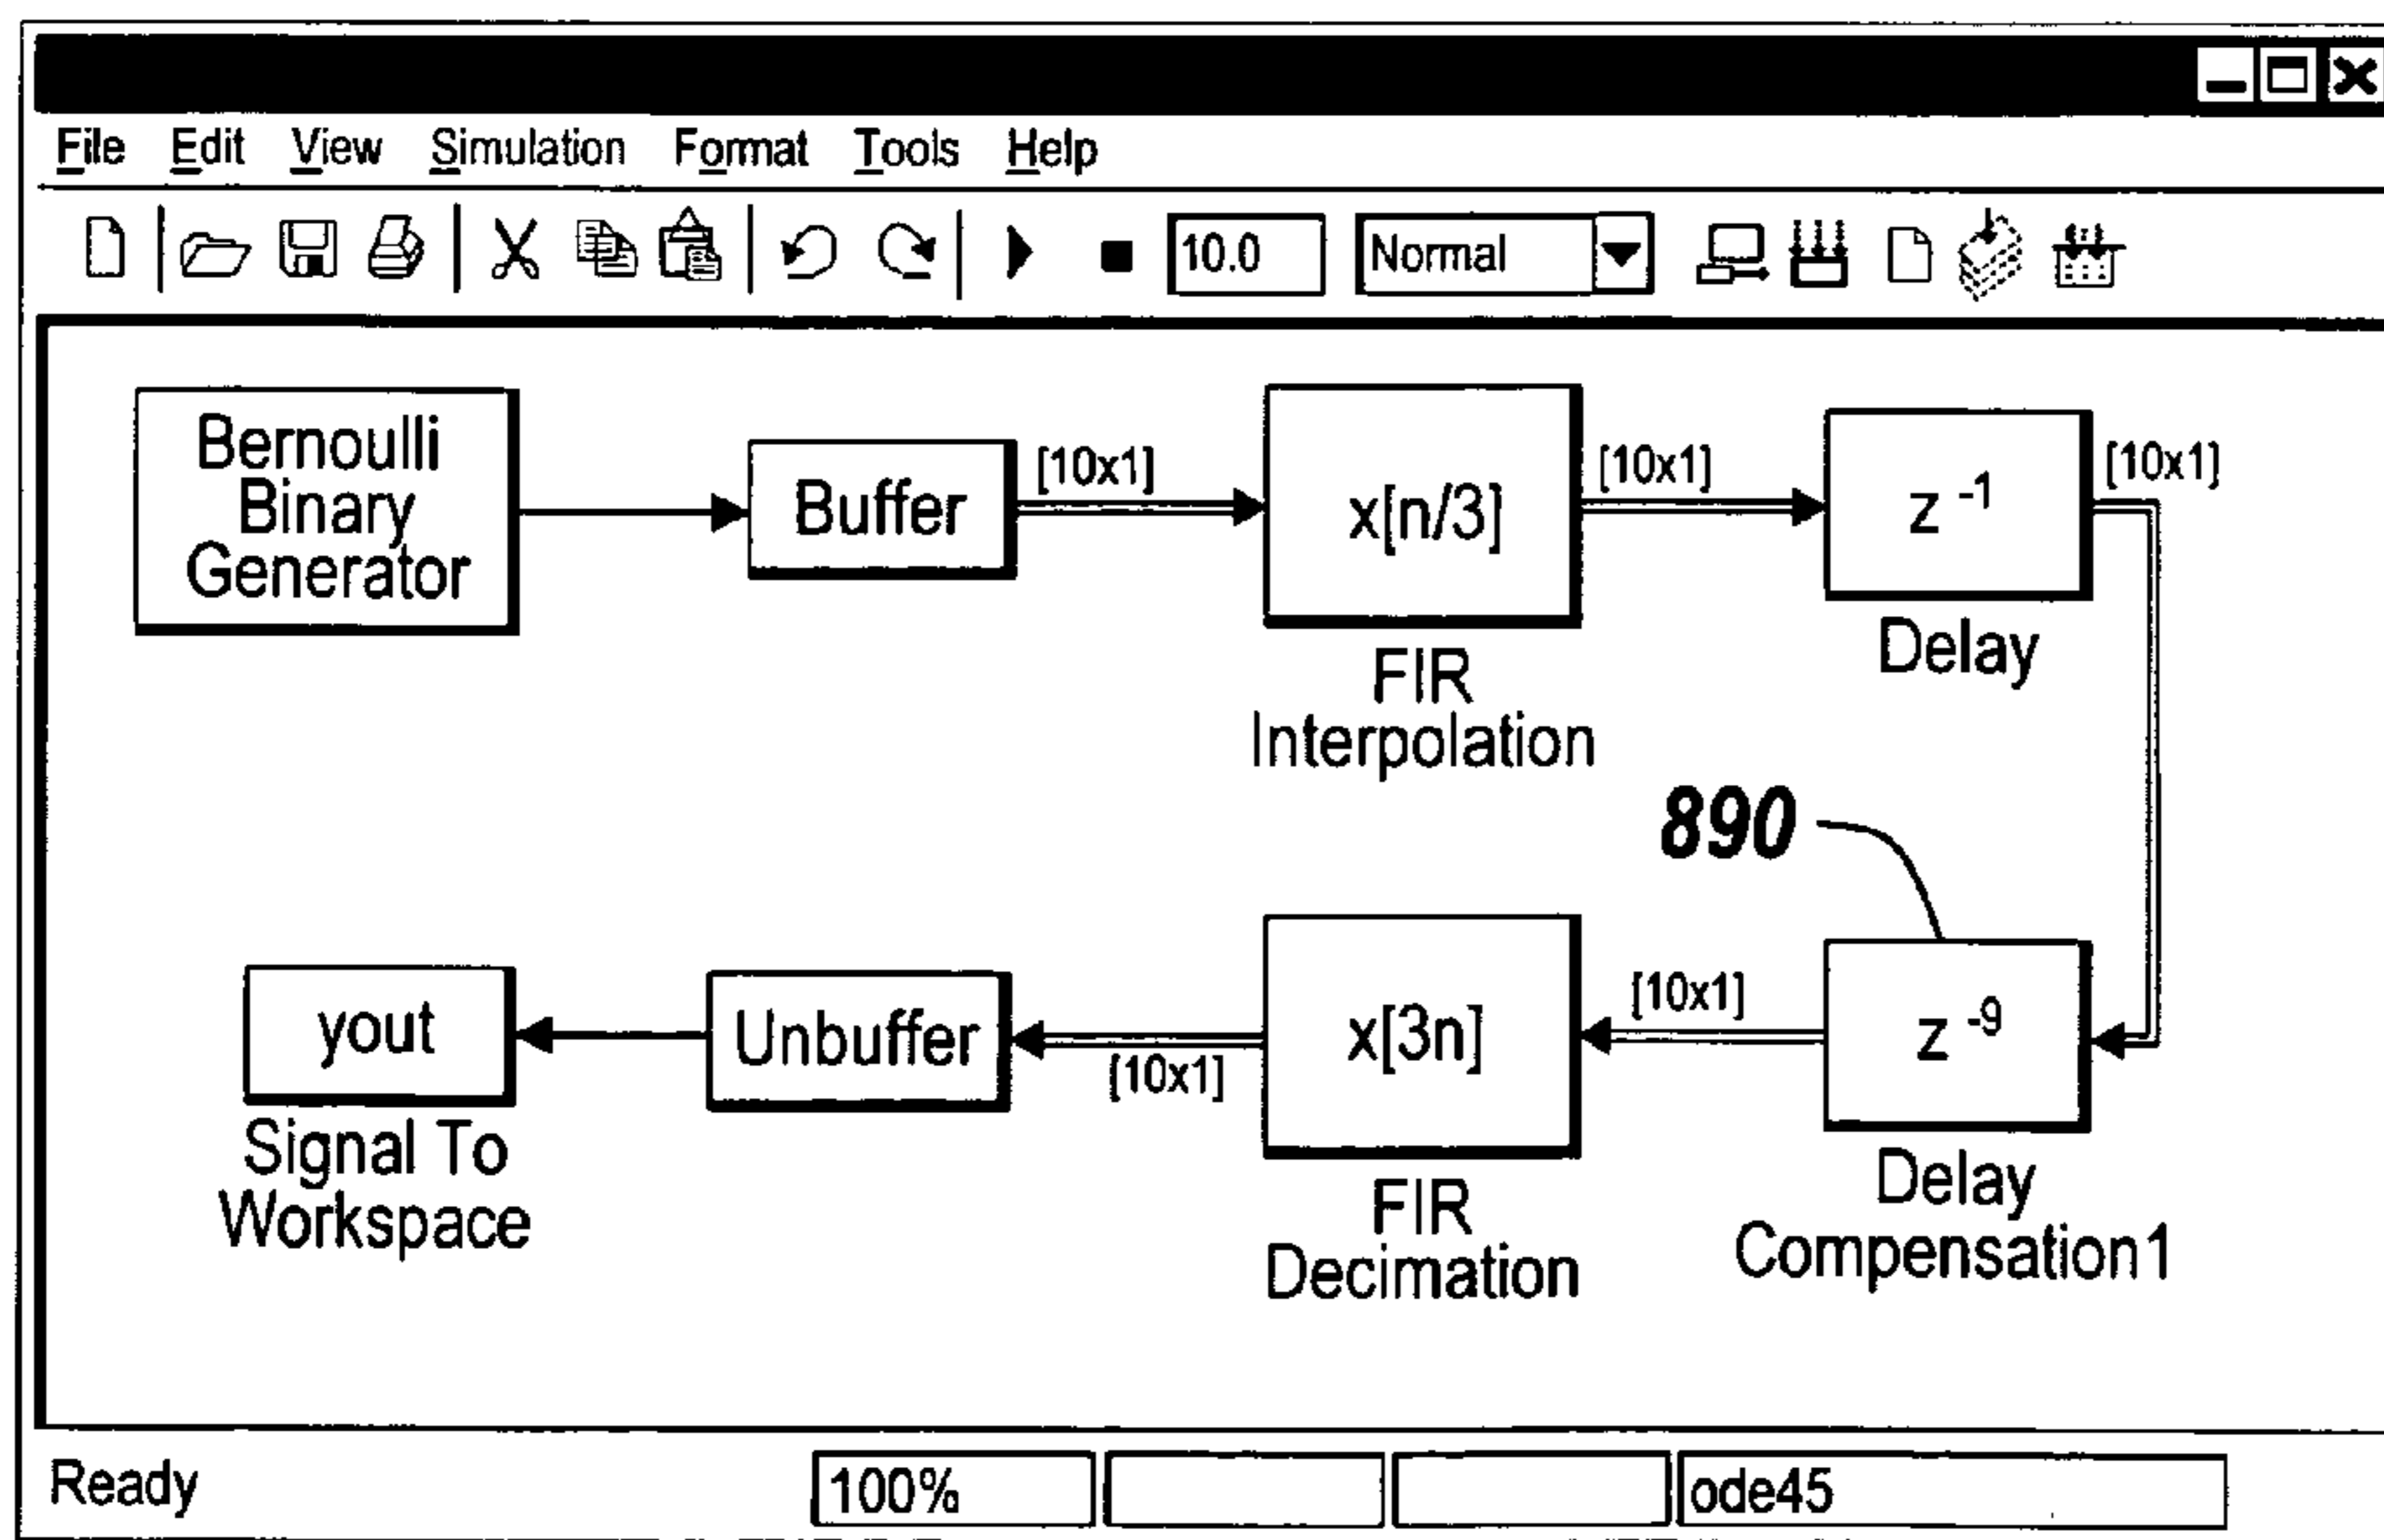 File Edit View Simulation Format Tools Help
10.0 Normal
Bernoulli
Binary
Generator
Buffer
[10x1]
x[n/3]
FIR
Interpolation
[10x1]
z -1
Delay
[10x1]
890
z -9
Delay
Compensation1
[10x1]
x[3n]
FIR
Decimation
[10x1]
Unbuffer
yout
Signal To
Workspace
Ready 100% ode45